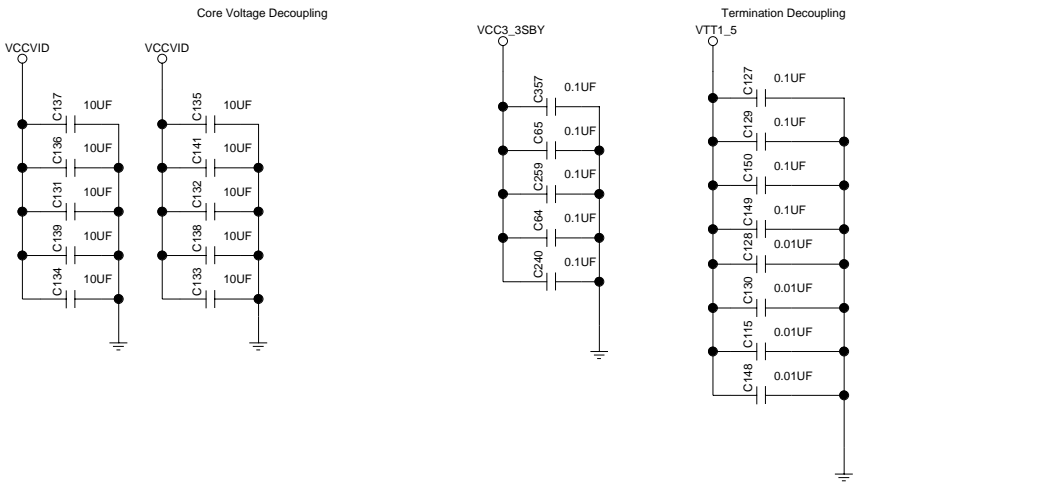 Core Voltage Decoupling
VCCVID
C137 10UF
C136 10UF
C131 10UF
C139 10UF
C134 10UF
VCCVID
C135 10UF
C141 10UF
C132 10UF
C138 10UF
C133 10UF
VCC3_3SBY
C357 0.1UF
C65 0.1UF
C259 0.1UF
C64 0.1UF
C240 0.1UF
Termination Decoupling
VTT1_5
C127 0.1UF
C129 0.1UF
C150 0.1UF
C149 0.1UF
C128 0.01UF
C130 0.01UF
C115 0.01UF
C148 0.01UF